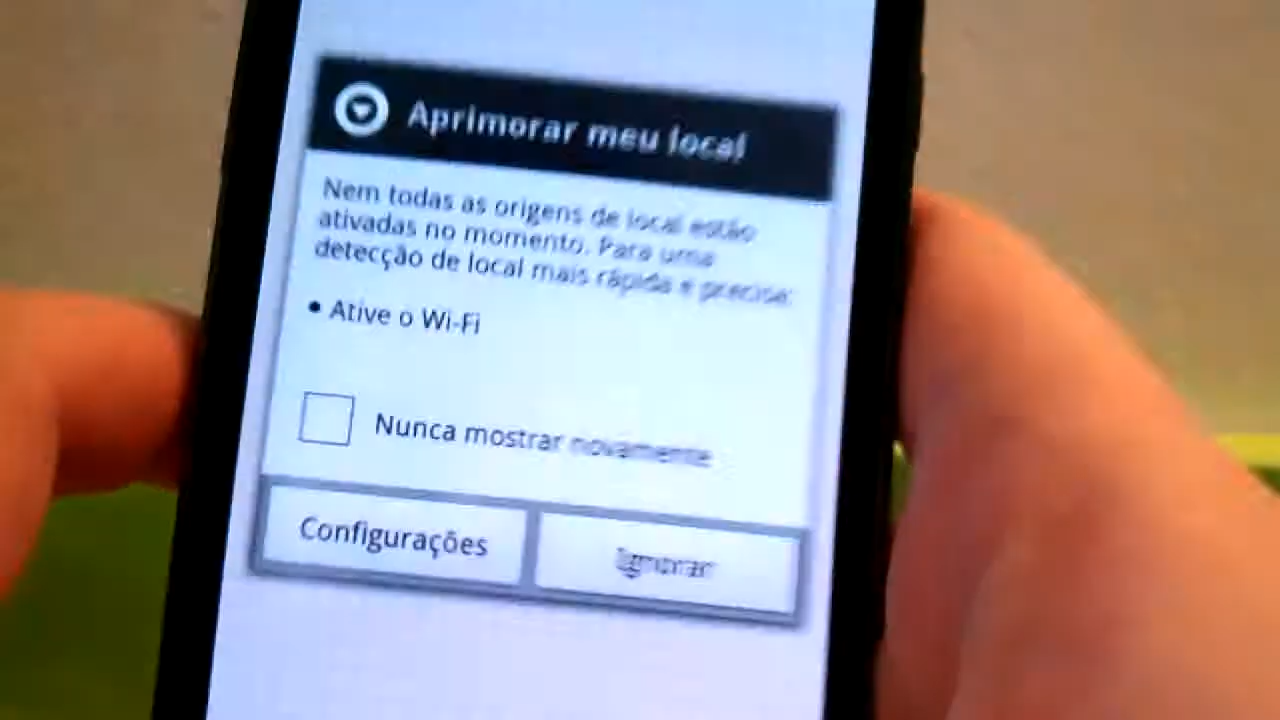 Aprimorar meu local
Nem todas as origens de local estão
ativadas no momento. Para uma
detecção de local mais rápida e precisa:
• Ative o Wi-Fi
Nunca mostrar novamente
Configurações
Ignorar